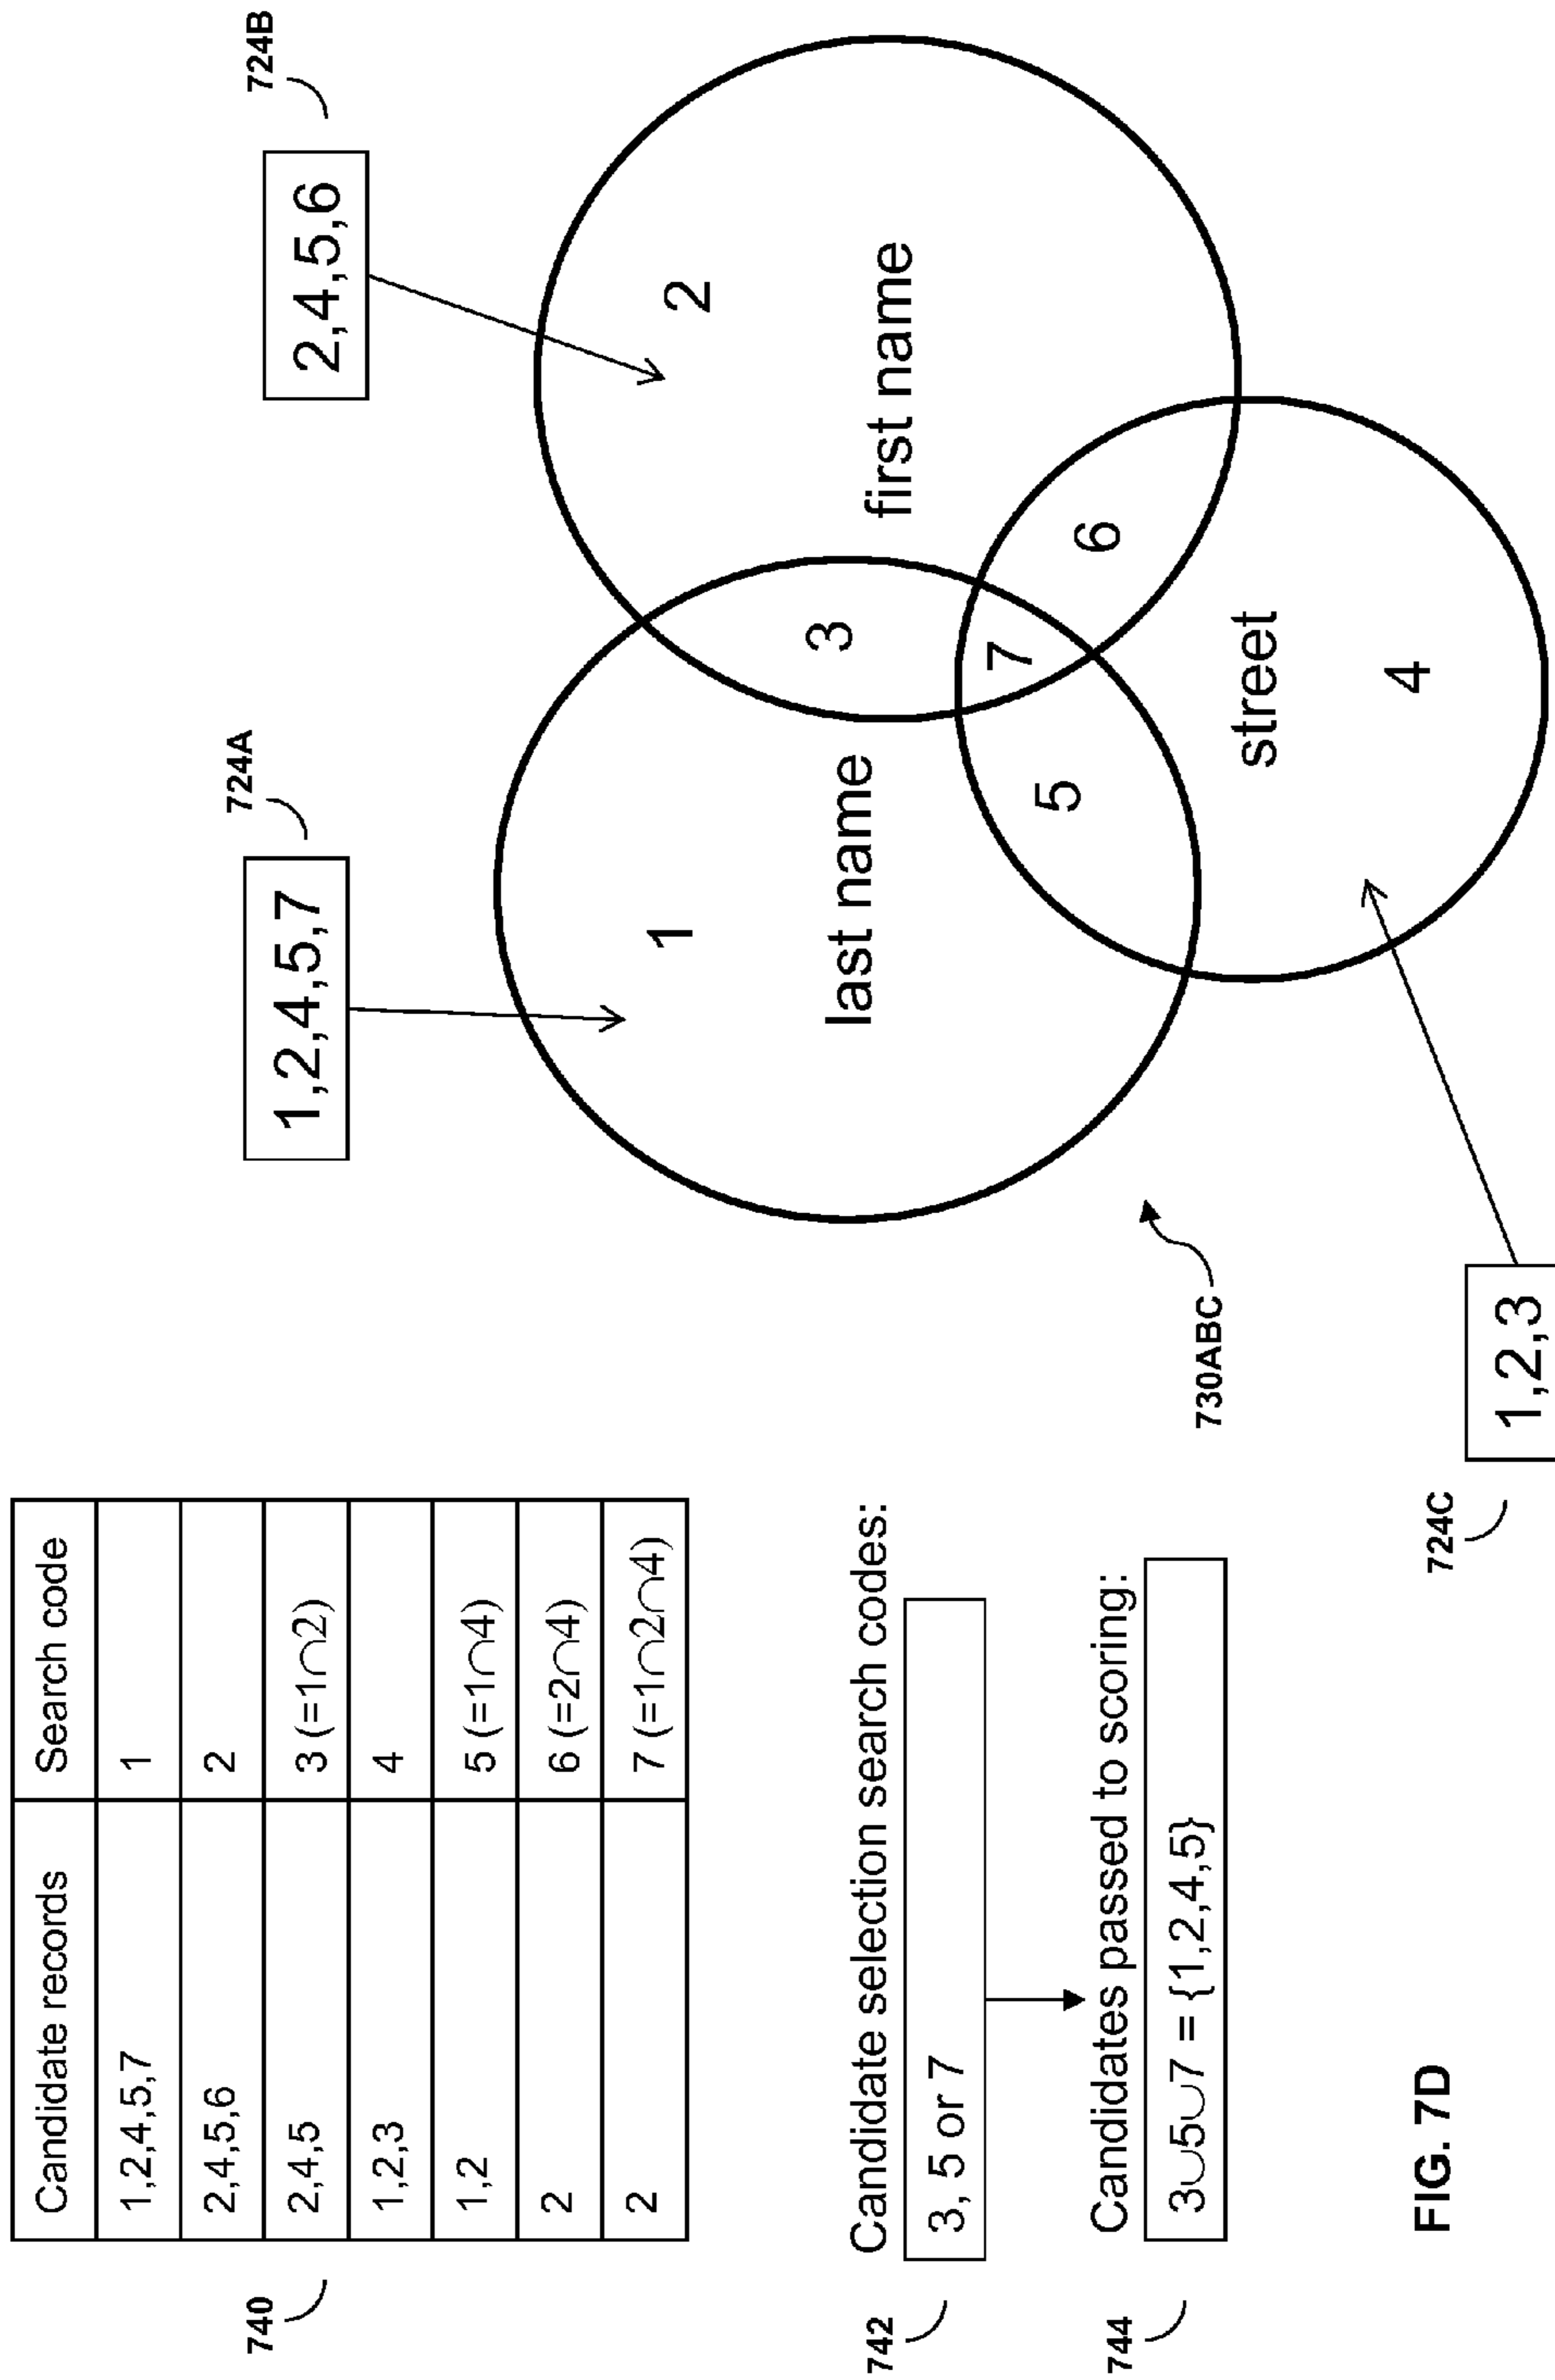 Candidate records Search code
1,2,4,5,7 1
2,4,5,6 2
2,4,5 3 (=1∩2)
1,2,3 4
1,2 5 (=1∩4)
2 6 (=2∩4)
2 7 (=1∩2∩4)
740
Candidate selection search codes:
3, 5 or 7
742
Candidates passed to scoring:
3∪5∪7 = {1,2,4,5}
744
FIG. 7D
724A
1,2,4,5,7
724B
2,4,5,6
1
2
last name
3
first name
5
7
6
street
4
730ABC
724C
1,2,3